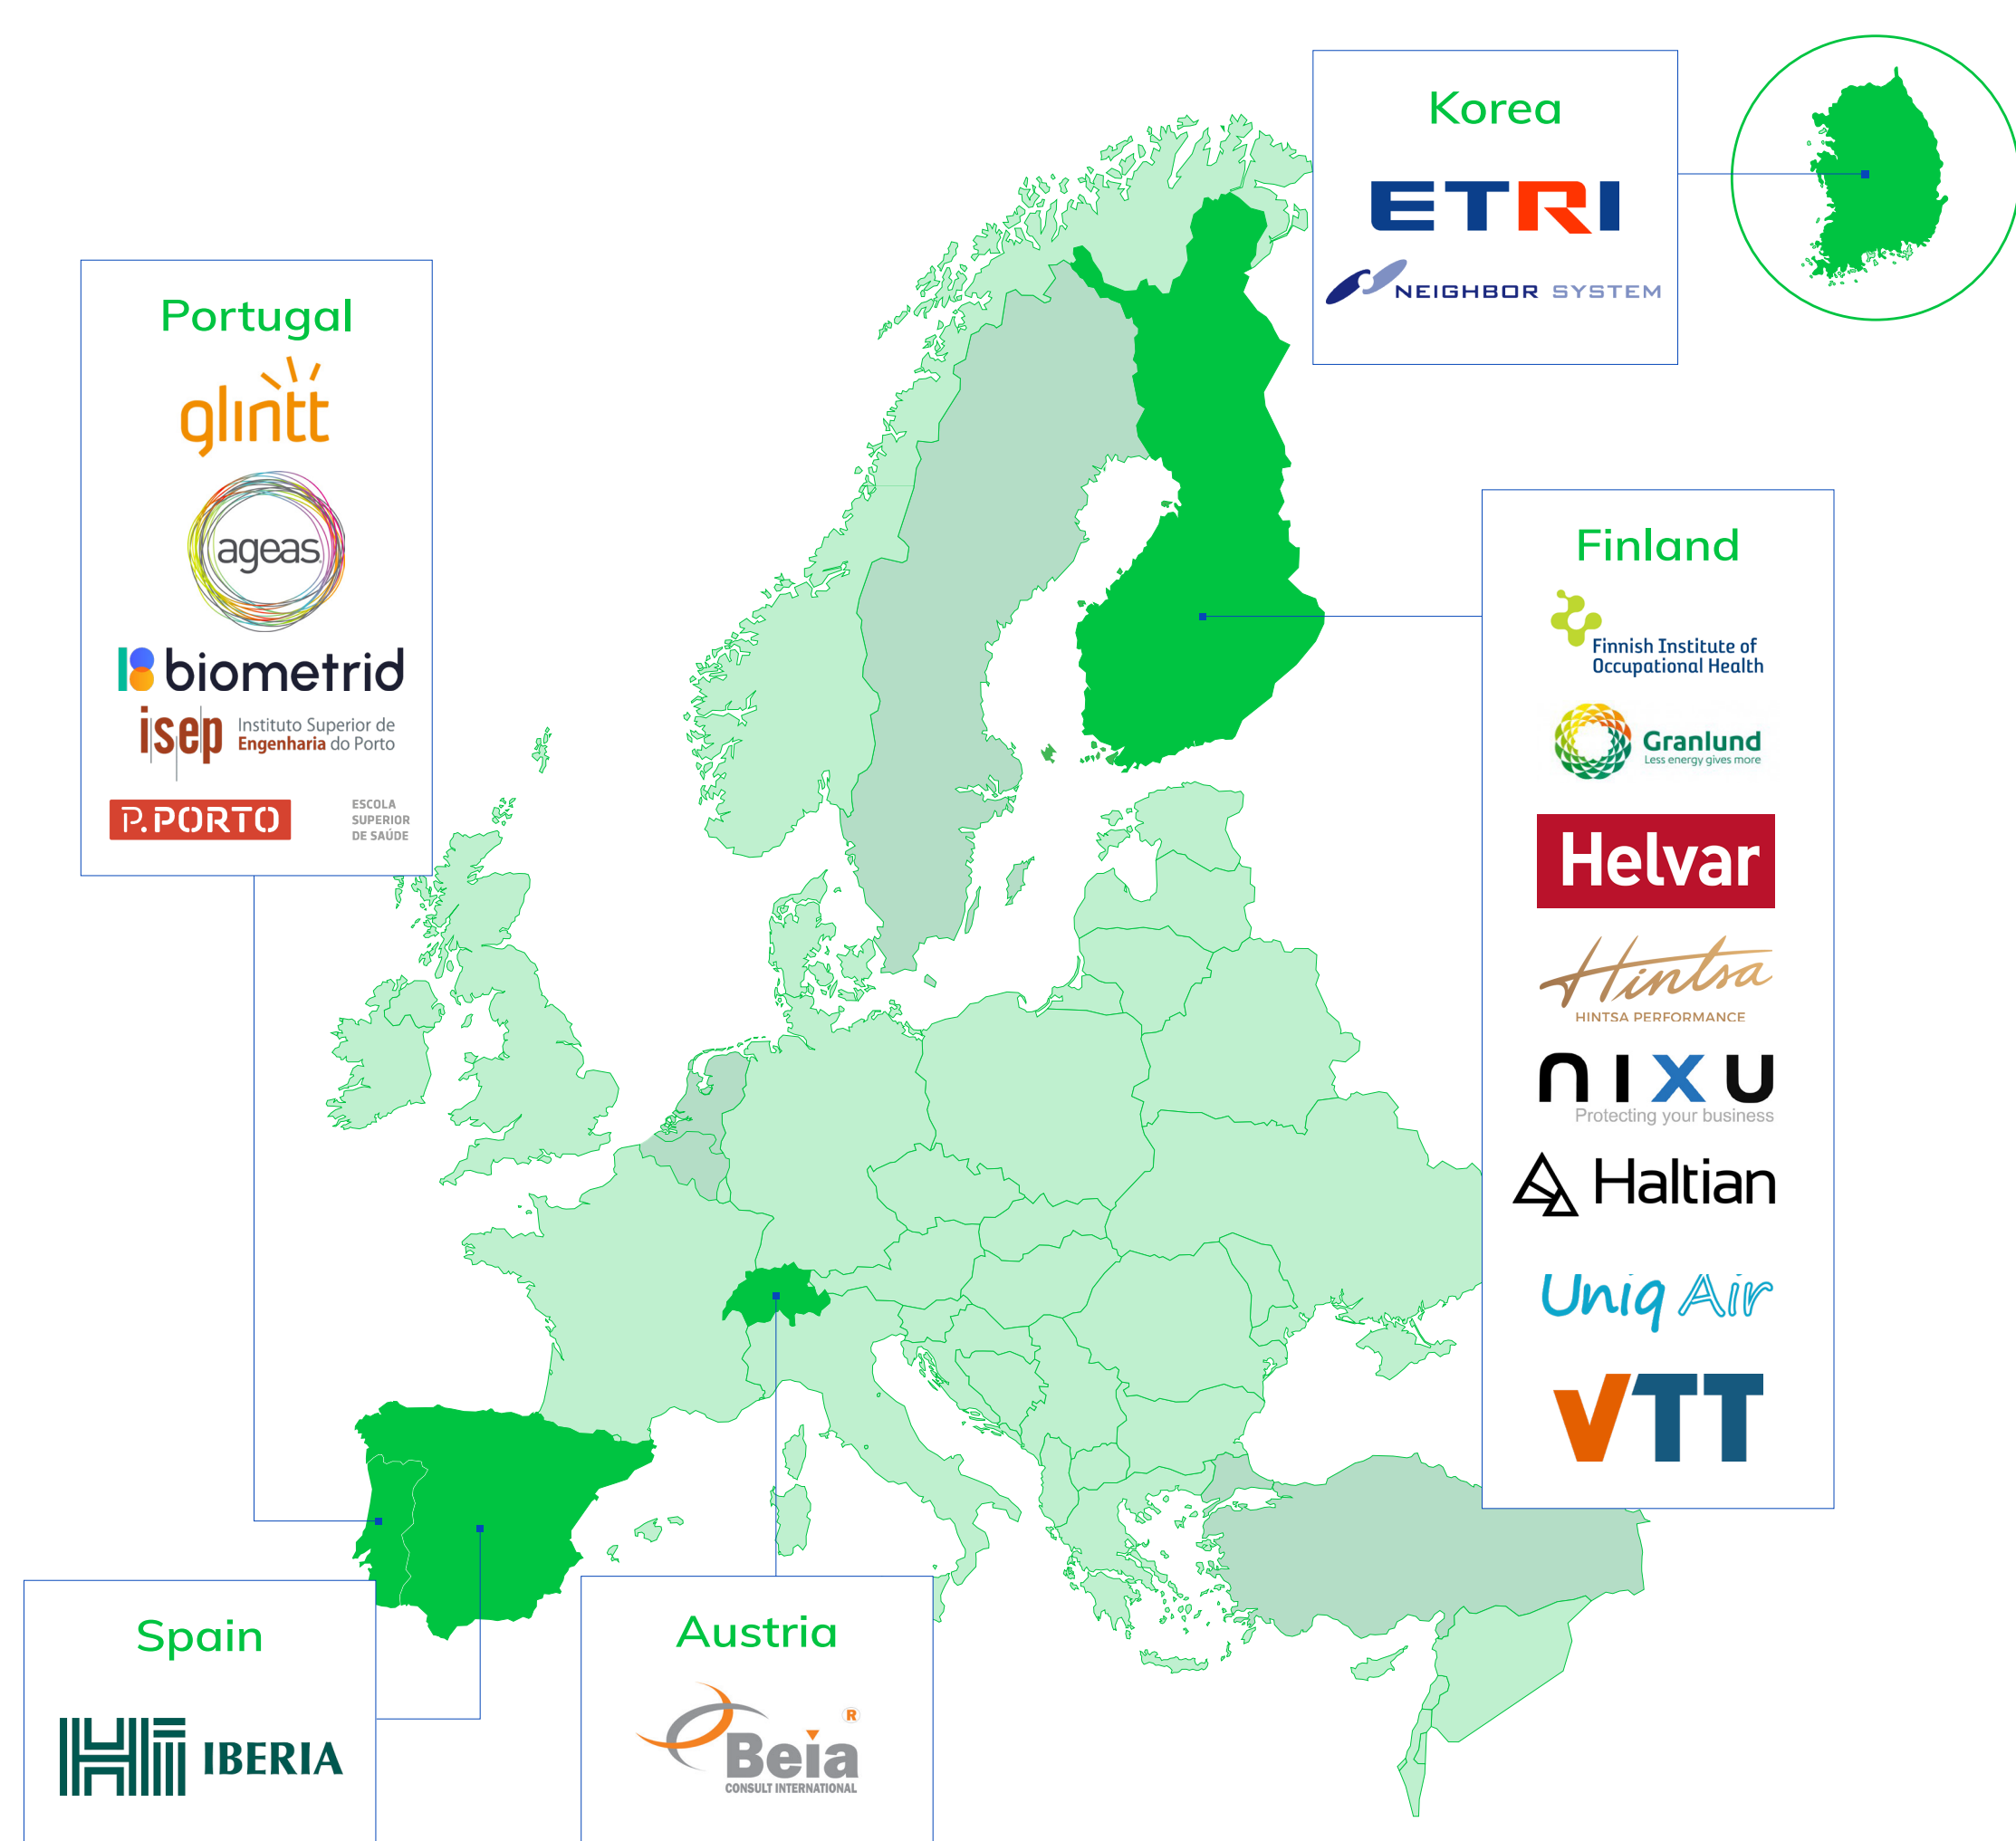 Korea
ETRI
NEIGHBOR SYSTEM
Portugal
glintt
ageas
biometrid
isep
Instituto Superior de
Engenharia do Porto
P.PORTO
ESCOLA
SUPERIOR
DE SAÚDE
Finland
Finnish Institute of
Occupational Health
Granlund
Less energy gives more
Helvar
Hintsa
HINTSA PERFORMANCE
nixu
Protecting your business
Haltian
Uniq Air
VTT
Spain
Hi IBERIA
Austria
Beia ®
CONSULT INTERNATIONAL